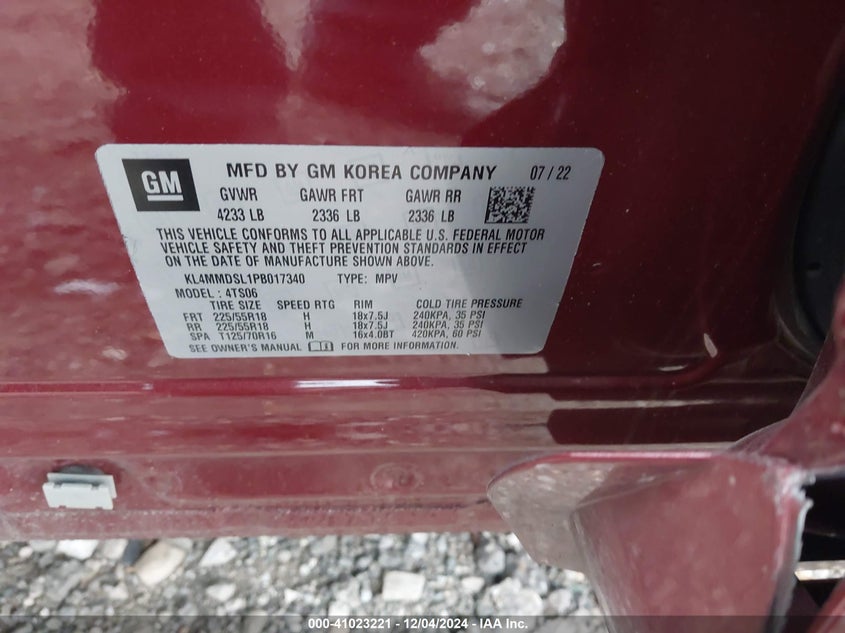 GM
MFD BY GM KOREA COMPANY 07 / 22
GVWR GAWR FRT GAWR RR
4233 LB 2336 LB 2336 LB
THIS VEHICLE CONFORMS TO ALL APPLICABLE U.S. FEDERAL MOTOR
VEHICLE SAFETY AND THEFT PREVENTION STANDARDS IN EFFECT
ON THE DATE OF MANUFACTURE SHOWN ABOVE.
KL4MMDSL1PB017340 TYPE: MPV
MODEL : 4TS06
TIRE SIZE SPEED RTG RIM COLD TIRE PRESSURE
FRT 225/55R18 H 18x7.5J 240KPA, 35 PSI
RR 225/55R18 H 18x7.5J 240KPA, 35 PSI
SPA T125/70R16 M 16x4.0BT 420KPA, 60 PSI
SEE OWNER'S MANUAL FOR MORE INFORMATION.
000-41023221 - 12/04/2024 - IAA Inc.